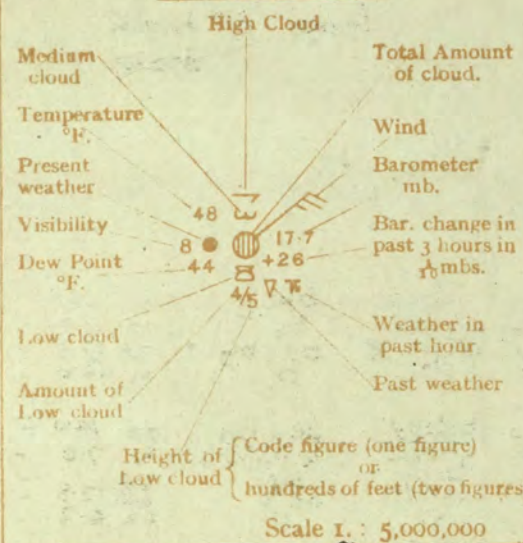 High Cloud
Medium
cloud
Total Amount
of cloud.
Temperature
°F.
Wind
Present
weather
Barometer
mb.
48
Visibility
8
17·7
Bar. change in
past 3 hours in
1/10 mbs.
Dew Point
°F.
44
+26
4/5
Low cloud
Weather in
past hour
Amount of
Low cloud
Past weather
Height of
Low cloud
Code figure (one figure)
or
hundreds of feet (two figures
Scale 1. : 5,000,000